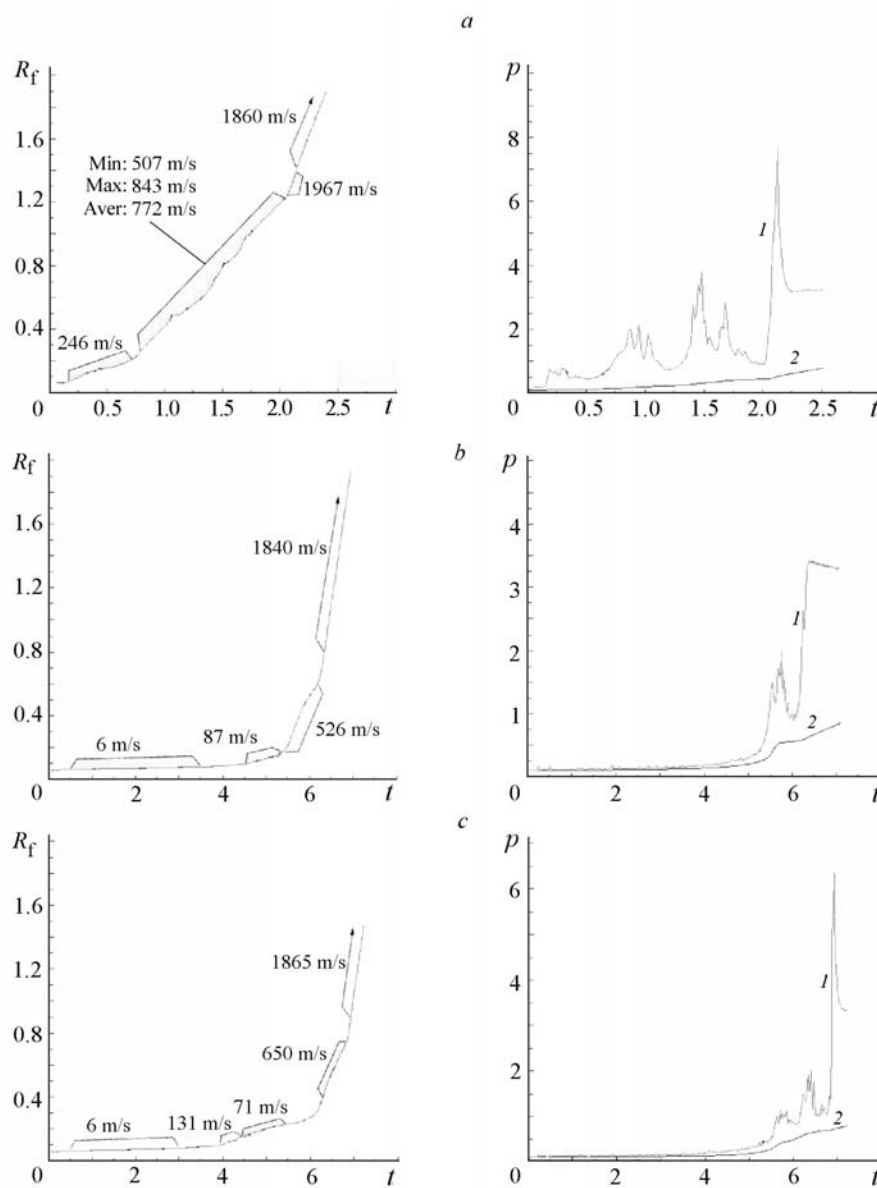 a
R_f
1.6
1.2
0.8
0.4
0
0.5
1.0
1.5
2.0
2.5
t
1860 m/s
Min: 507 m/s
Max: 843 m/s
Aver: 772 m/s
1967 m/s
246 m/s
p
8
6
4
2
0
0.5
1.0
1.5
2.0
2.5
t
1
2
b
R_f
1.6
1.2
0.8
0.4
0
2
4
6
t
1840 m/s
87 m/s
6 m/s
526 m/s
p
4
3
2
1
0
2
4
6
t
1
2
c
R_f
1.6
1.2
0.8
0.4
0
2
4
6
t
1865 m/s
650 m/s
71 m/s
6 m/s
131 m/s
p
6
4
2
0
2
4
6
t
1
2